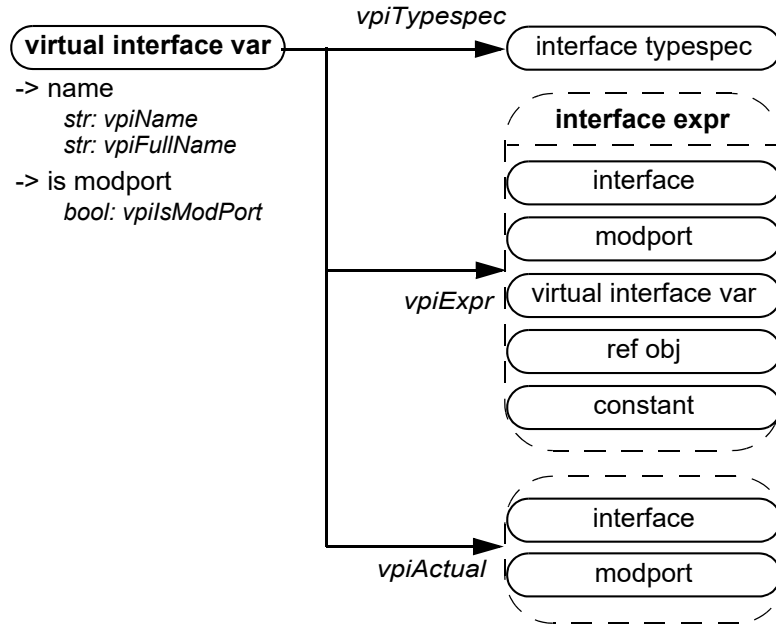 vpiTypespec
virtual interface var
interface typespec
-> name
str: vpiName
str: vpiFullName
-> is modport
bool: vpiIsModPort
interface expr
interface
modport
vpiExpr
virtual interface var
ref obj
constant
interface
vpiActual
modport